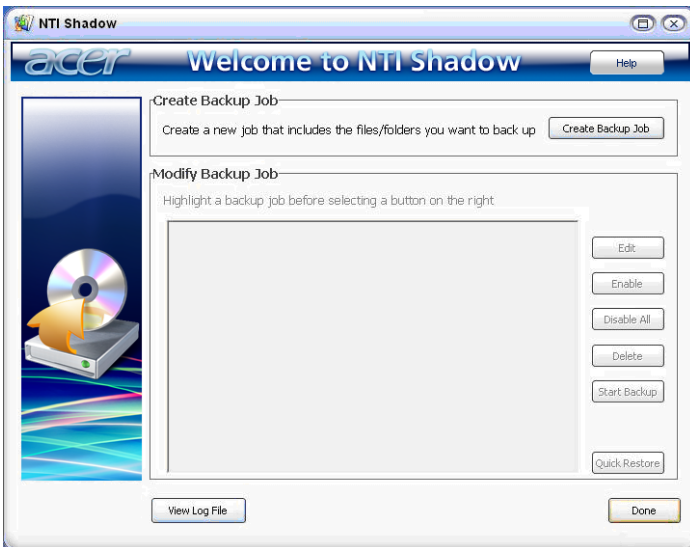 NTI Shadow
acer Welcome to NTI Shadow Help
Create Backup Job
Create a new job that includes the files/folders you want to back up Create Backup Job
Modify Backup Job
Highlight a backup job before selecting a button on the right
Edit
Enable
Disable All
Delete
Start Backup
Quick Restore
View Log File Done